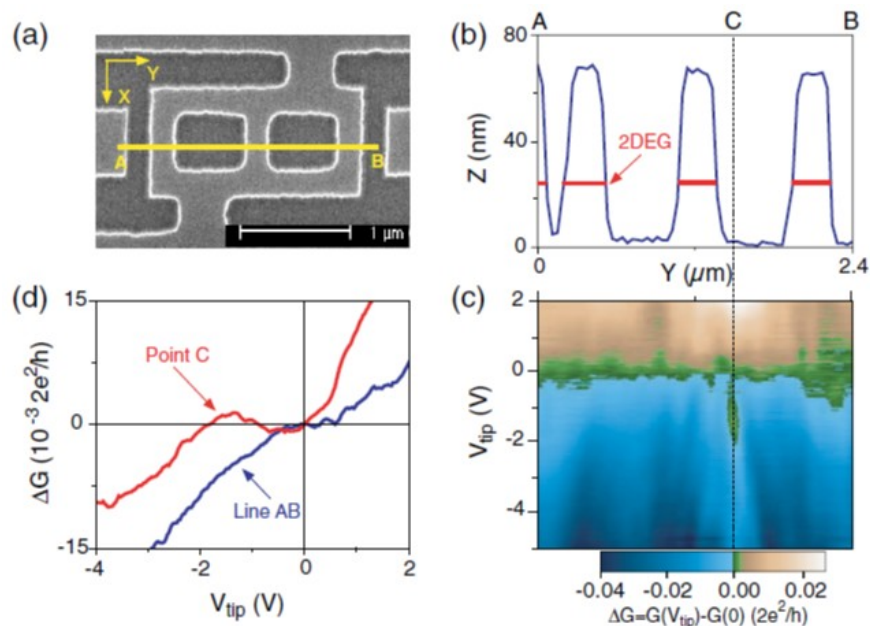 (a)
Y
X
A
B
1 μm
(b)
A
C
B
80
40
0
Z (nm)
2DEG
0
Y (μm)
2.4
(d)
15
0
-15
ΔG (10⁻³ 2e²/h)
Point C
Line AB
-4
-2
0
2
V_tip (V)
(c)
2
0
-2
-4
V_tip (V)
-0.04
-0.02
0.00
0.02
ΔG=G(V_tip)-G(0) (2e²/h)